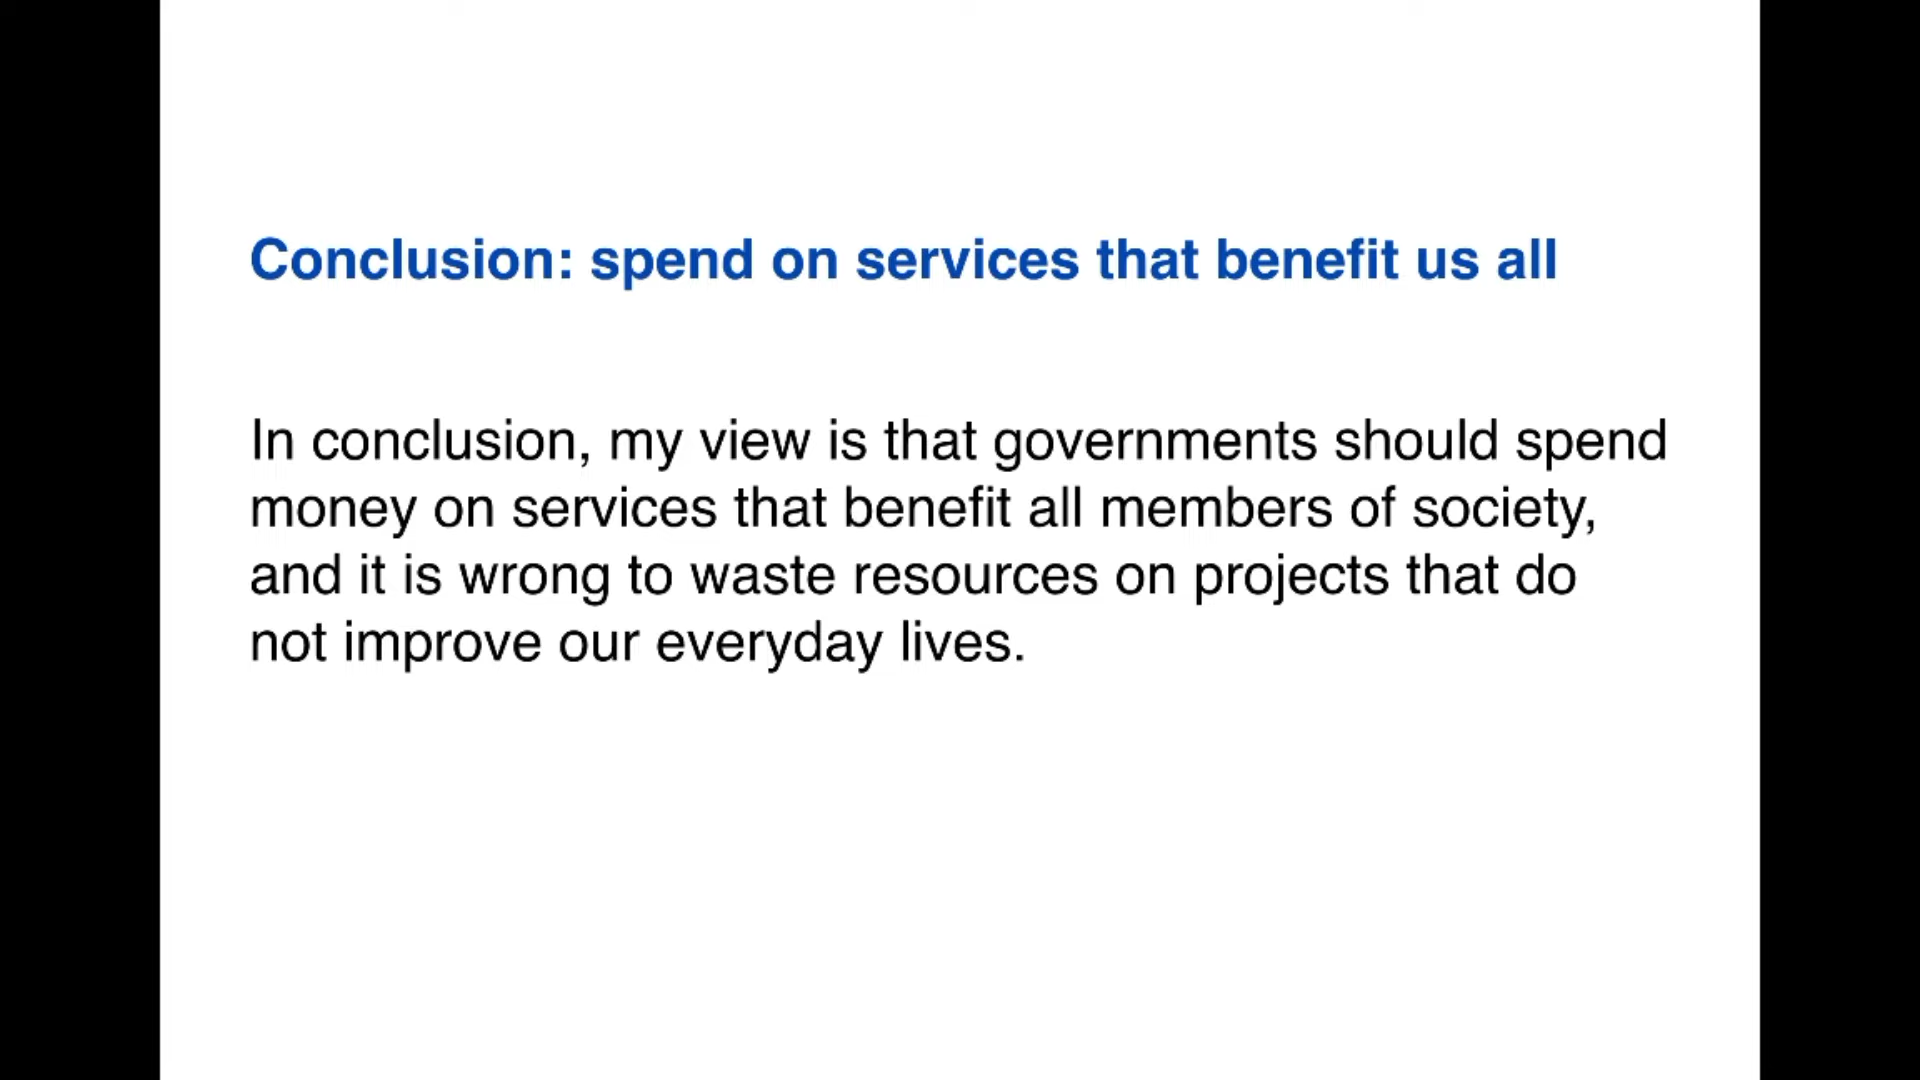 Conclusion: spend on services that benefit us all
In conclusion, my view is that governments should spend
money on services that benefit all members of society,
and it is wrong to waste resources on projects that do
not improve our everyday lives.